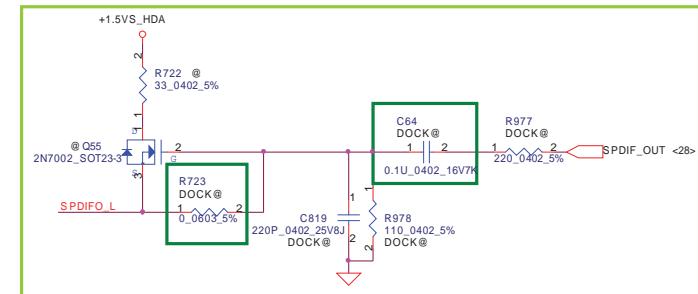 +1.5VS_HDA
2
R722 @
33_0402_5%
1
1
D
@ Q55
2N7002_SOT23-3
2
G
S
3
SPDIFO_L
R723
DOCK@
1 2
0_0603_5%
C64
DOCK@
1 2
0.1U_0402_16V7K
R977
DOCK@
1 2
220_0402_5%
SPDIF_OUT <28>
1
C819
220P_0402_25V8J
2
DOCK@
1
R978
110_0402_5%
2
DOCK@